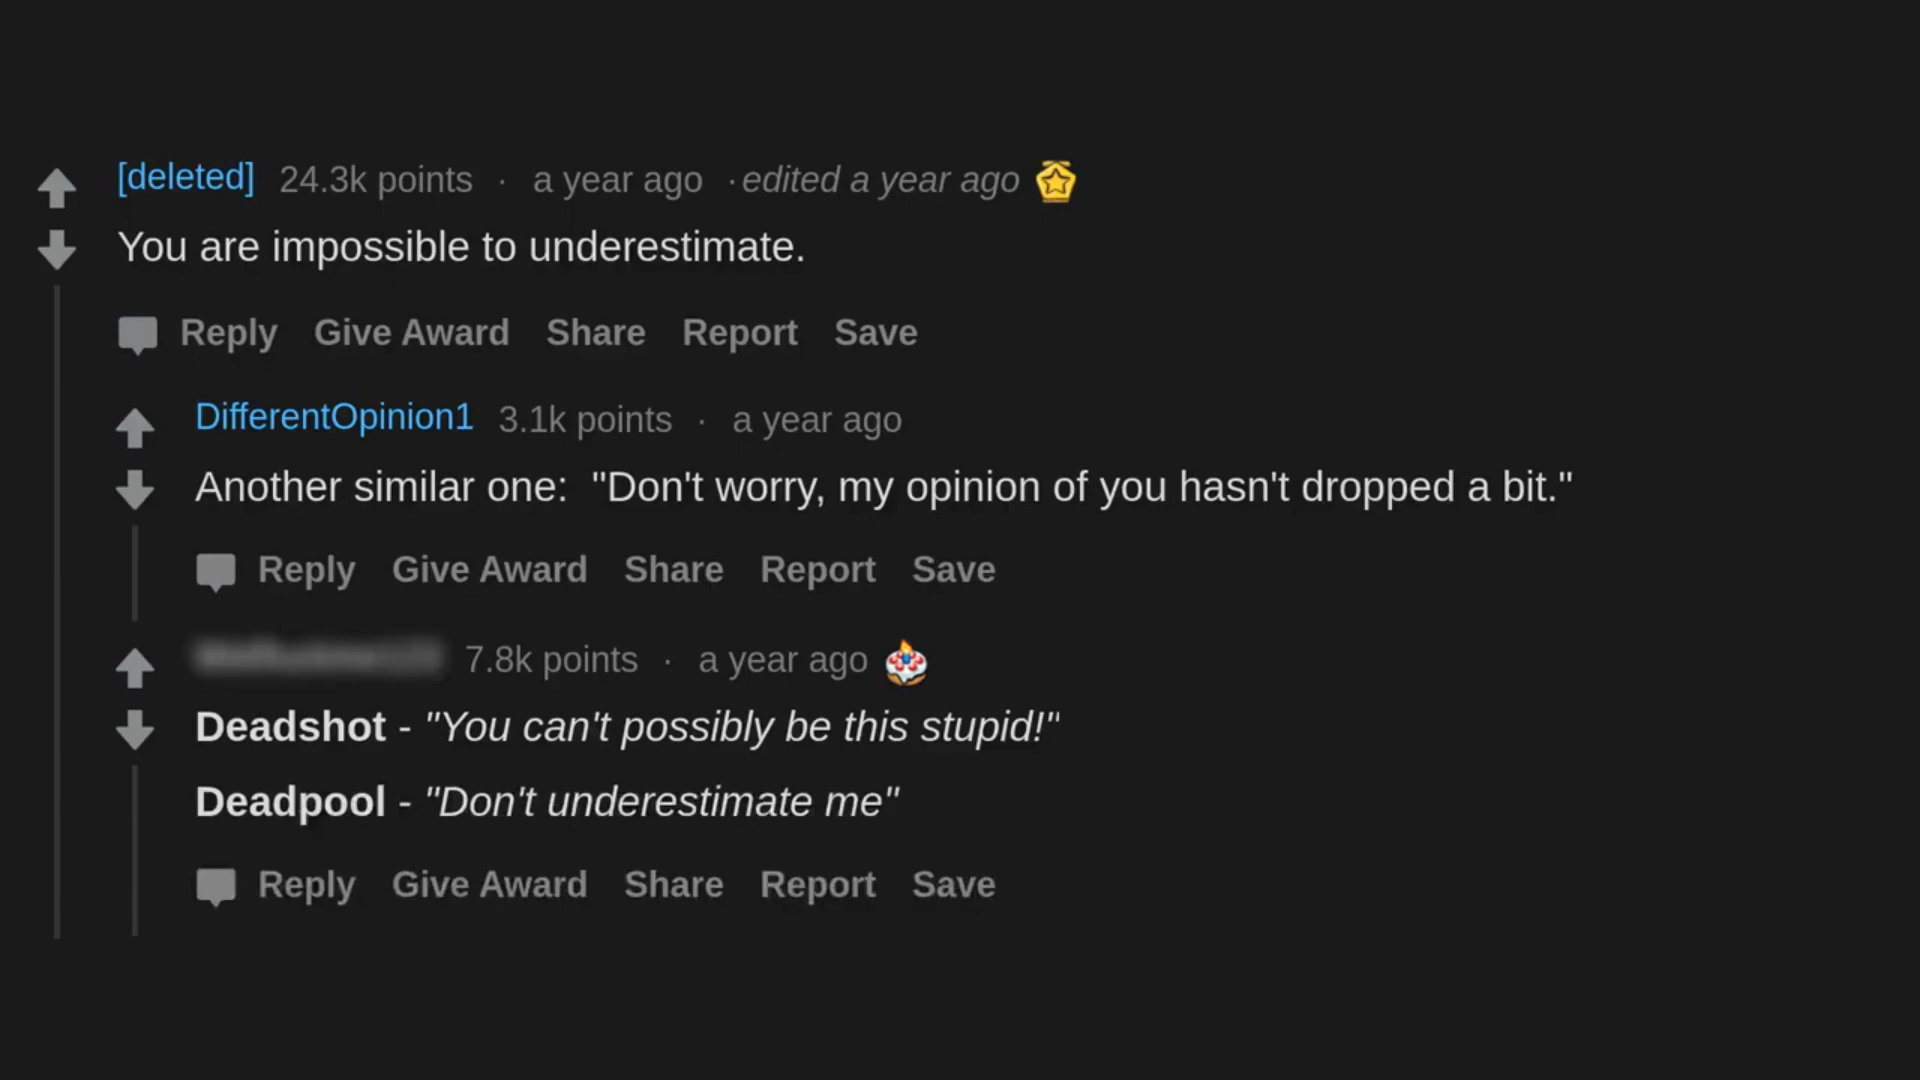 [deleted] 24.3k points · a year ago · edited a year ago
You are impossible to underestimate.
Reply Give Award Share Report Save
DifferentOpinion1 3.1k points · a year ago
Another similar one: "Don't worry, my opinion of you hasn't dropped a bit."
Reply Give Award Share Report Save
7.8k points · a year ago
Deadshot - "You can't possibly be this stupid!"
Deadpool - "Don't underestimate me"
Reply Give Award Share Report Save